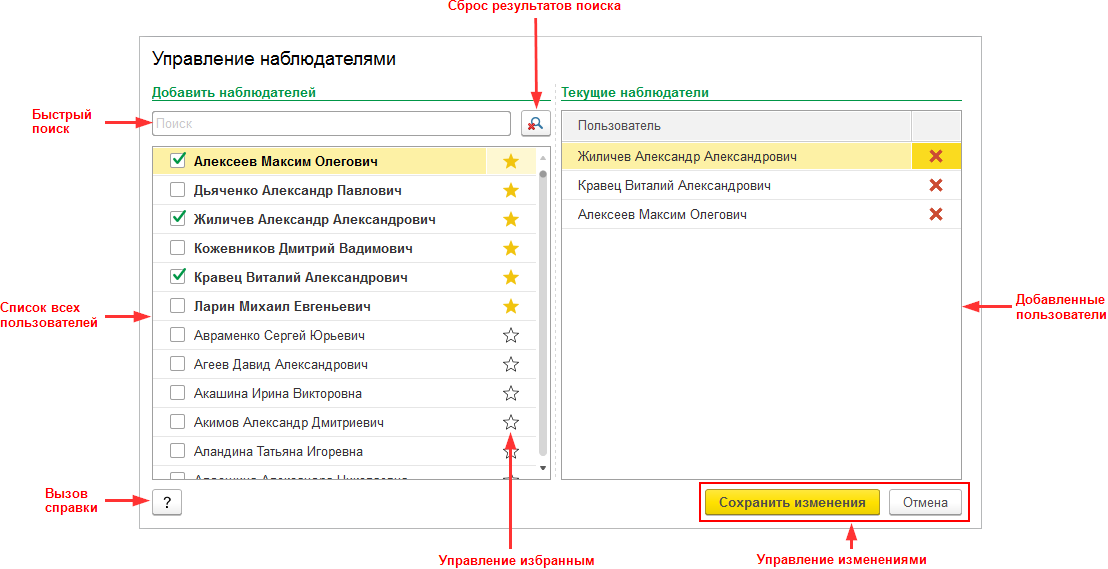 Сброс результатов поиска
Управление наблюдателями
Добавить наблюдателей
Текущие наблюдатели
Быстрый
поиск
Поиск
Пользователь
Алексеев Максим Олегович
Дьяченко Александр Павлович
Жиличев Александр Александрович
Кожевников Дмитрий Вадимович
Кравец Виталий Александрович
Ларин Михаил Евгеньевич
Авраменко Сергей Юрьевич
Агеев Давид Александрович
Акашина Ирина Викторовна
Акимов Александр Дмитриевич
Аландина Татьяна Игоревна
Жиличев Александр Александрович
Кравец Виталий Александрович
Алексеев Максим Олегович
Список всех
пользователей
Добавленные
пользователи
Вызов
справки
?
Сохранить изменения
Отмена
Управление избранным
Управление изменениями